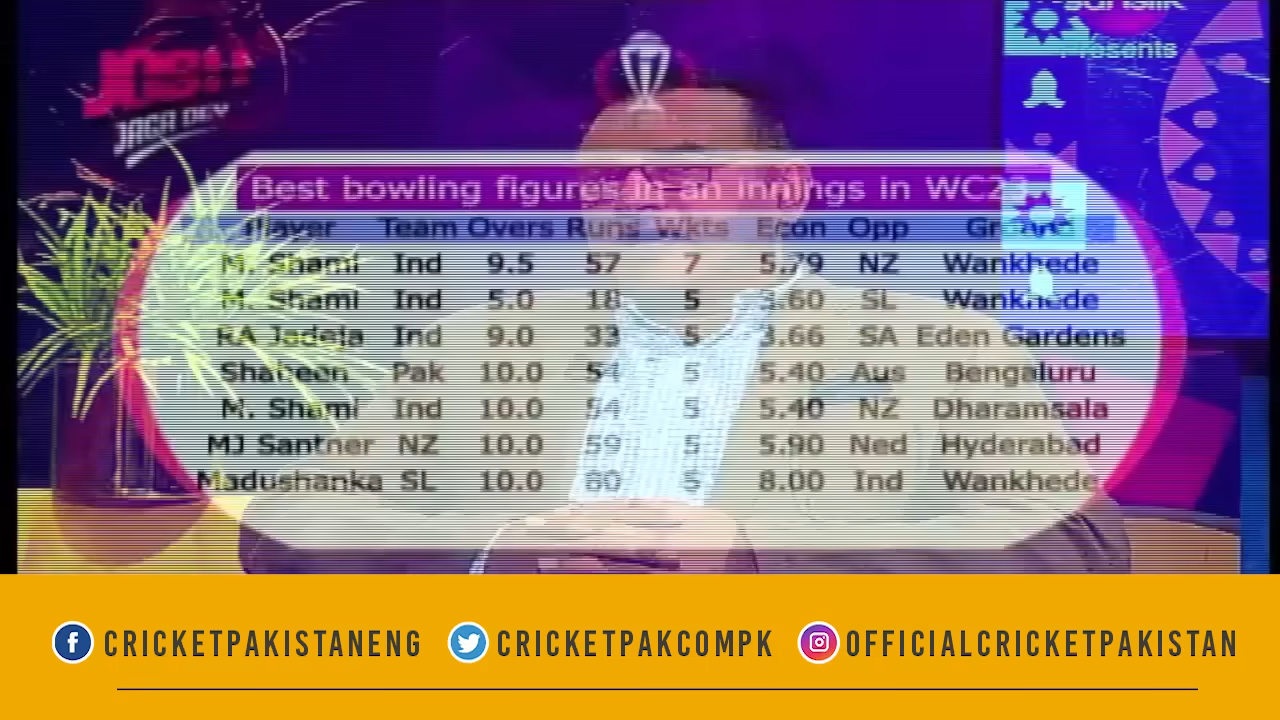 JOSH
JAGA DEY
Presents
Best bowling figures in an innings in WC23
Player Team Overs Runs Wkts Econ Opp Ground
M. Shami Ind 9.5 57 7 5.79 NZ Wankhede
M. Shami Ind 5.0 18 5 3.60 SL Wankhede
RA Jadeja Ind 9.0 33 5 3.66 SA Eden Gardens
Shaheen Pak 10.0 54 5 5.40 Aus Bengaluru
M. Shami Ind 10.0 54 5 5.40 NZ Dharamsala
MJ Santner NZ 10.0 59 5 5.90 Ned Hyderabad
Madushanka SL 10.0 80 5 8.00 Ind Wankhede
CRICKETPAKISTANENG CRICKETPAKCOMPK OFFICIALCRICKETPAKISTAN